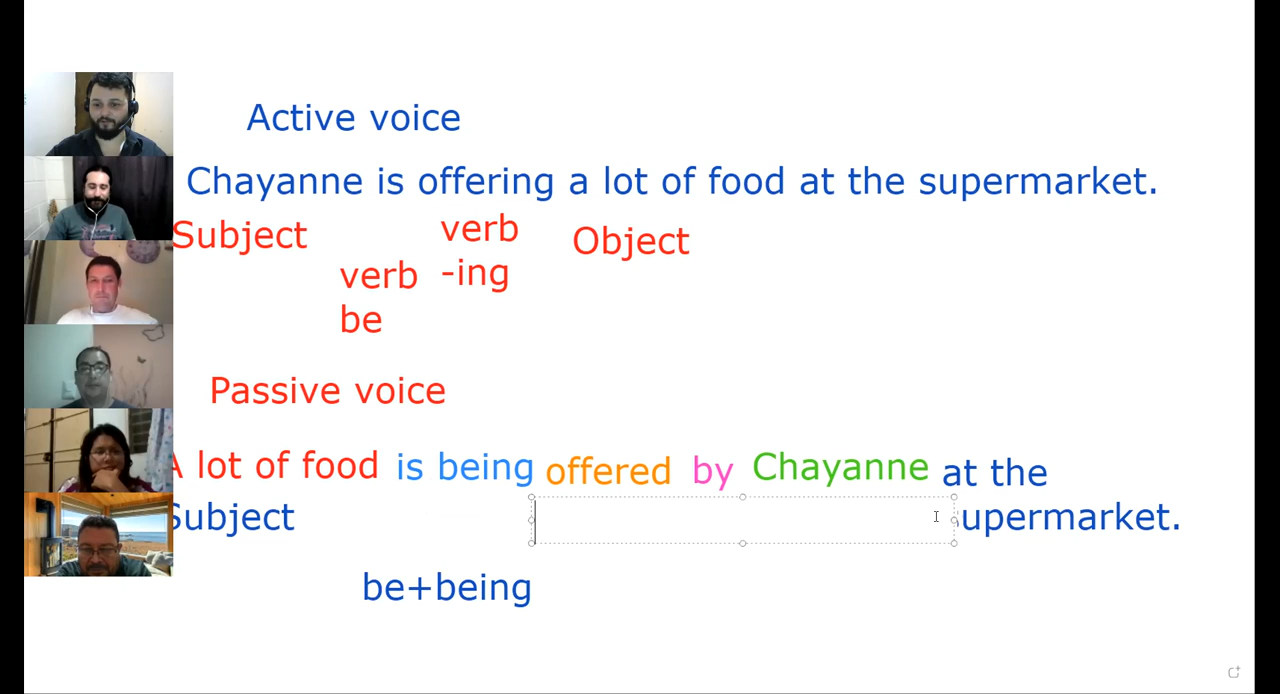 Active voice
Chayanne is offering a lot of food at the supermarket.
Subject verb Object
verb -ing
be
Passive voice
A lot of food is being offered by Chayanne at the
Subject upermarket.
be+being